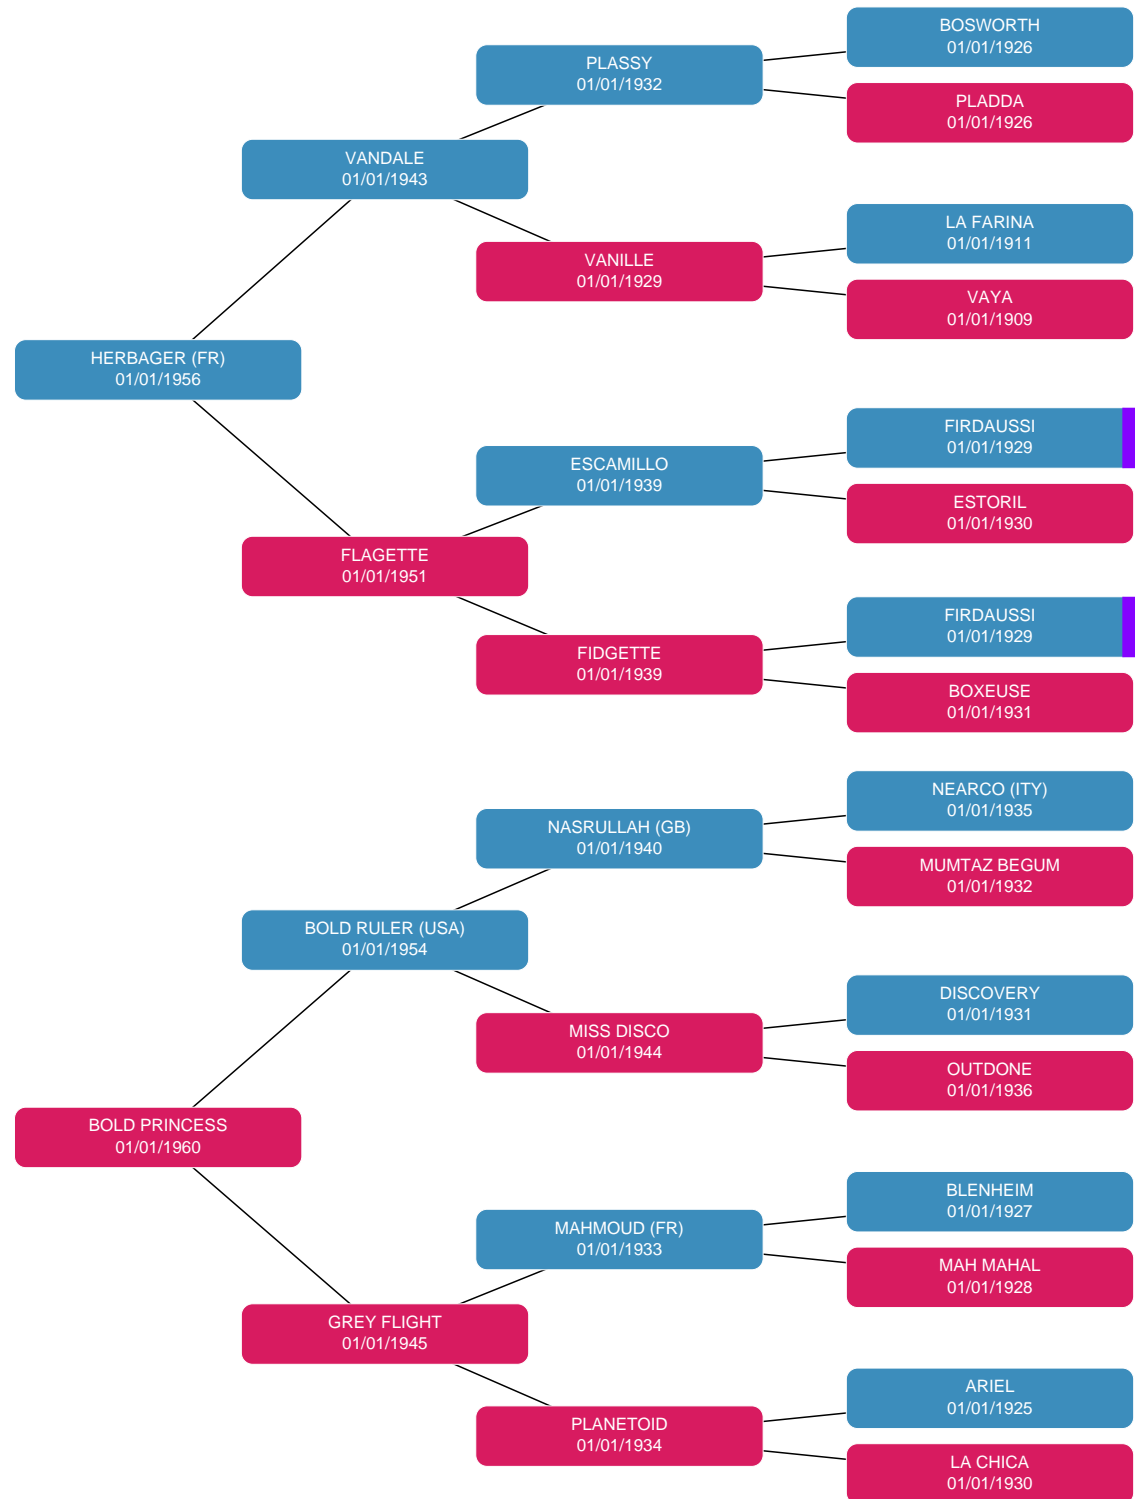 BOSWORTH
01/01/1926
PLASSY
01/01/1932
PLADDA
01/01/1926
VANDALE
01/01/1943
LA FARINA
01/01/1911
VANILLE
01/01/1929
VAYA
01/01/1909
HERBAGER (FR)
01/01/1956
FIRDAUSSI
01/01/1929
ESCAMILLO
01/01/1939
ESTORIL
01/01/1930
FLAGETTE
01/01/1951
FIRDAUSSI
01/01/1929
FIDGETTE
01/01/1939
BOXEUSE
01/01/1931
NEARCO (ITY)
01/01/1935
NASRULLAH (GB)
01/01/1940
MUMTAZ BEGUM
01/01/1932
BOLD RULER (USA)
01/01/1954
DISCOVERY
01/01/1931
MISS DISCO
01/01/1944
OUTDONE
01/01/1936
BOLD PRINCESS
01/01/1960
BLENHEIM
01/01/1927
MAHMOUD (FR)
01/01/1933
MAH MAHAL
01/01/1928
GREY FLIGHT
01/01/1945
ARIEL
01/01/1925
PLANETOID
01/01/1934
LA CHICA
01/01/1930